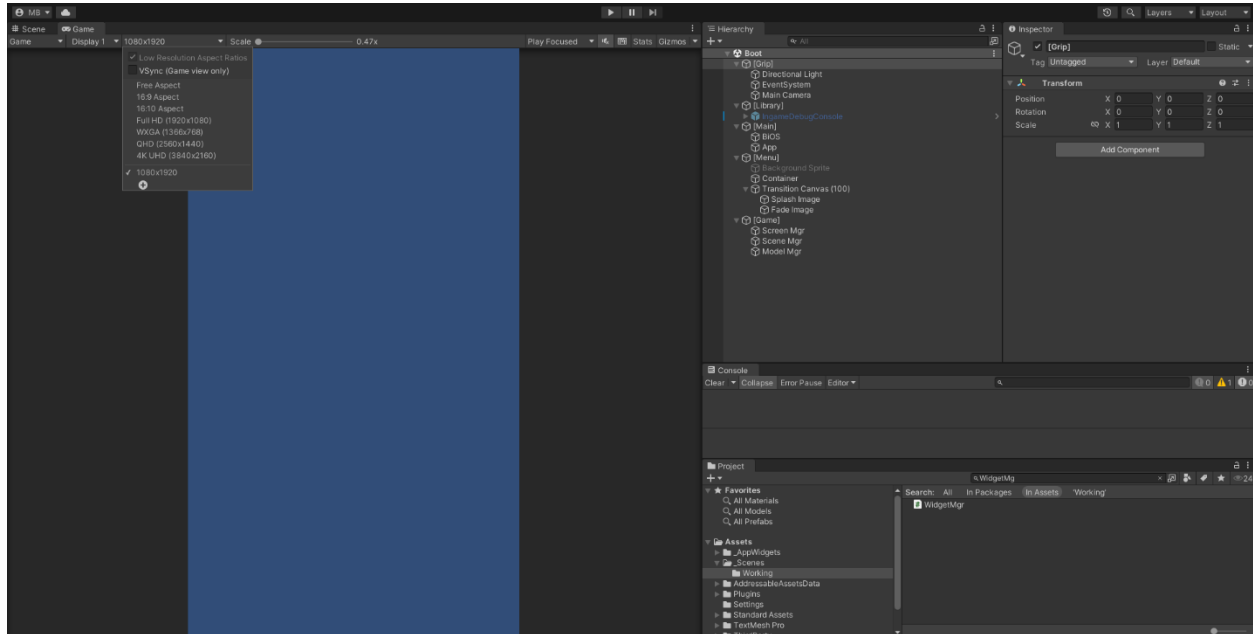 MB
Layers
Layout
Scene
Game
Game
Display 1
1080x1920
Scale
0.47x
Play Focused
Stats
Gizmos
Low Resolution Aspect Ratios
VSync (Game view only)
Free Aspect
16:9 Aspect
16:10 Aspect
Full HD (1920x1080)
WXGA (1366x768)
QHD (2560x1440)
4K UHD (3840x2160)
1080x1920
Hierarchy
All
Boot
[Grip]
Directional Light
EventSystem
Main Camera
[Library]
IngameDebugConsole
[Main]
BiOS
App
[Menu]
Background Sprite
Container
Transition Canvas (100)
Splash Image
Fade Image
[Game]
Screen Mgr
Scene Mgr
Model Mgr
Inspector
[Grip]
Static
Tag Untagged
Layer Default
Transform
Position X 0 Y 0 Z 0
Rotation X 0 Y 0 Z 0
Scale X 1 Y 1 Z 1
Add Component
Console
Clear
Collapse
Error Pause
Editor
0
1
0
Project
WidgetMg
24
Favorites
All Materials
All Models
All Prefabs
Assets
_AppWidgets
_Scenes
Working
AddressableAssetsData
Plugins
Settings
Standard Assets
TextMesh Pro
Search: All In Packages In Assets 'Working'
WidgetMgr